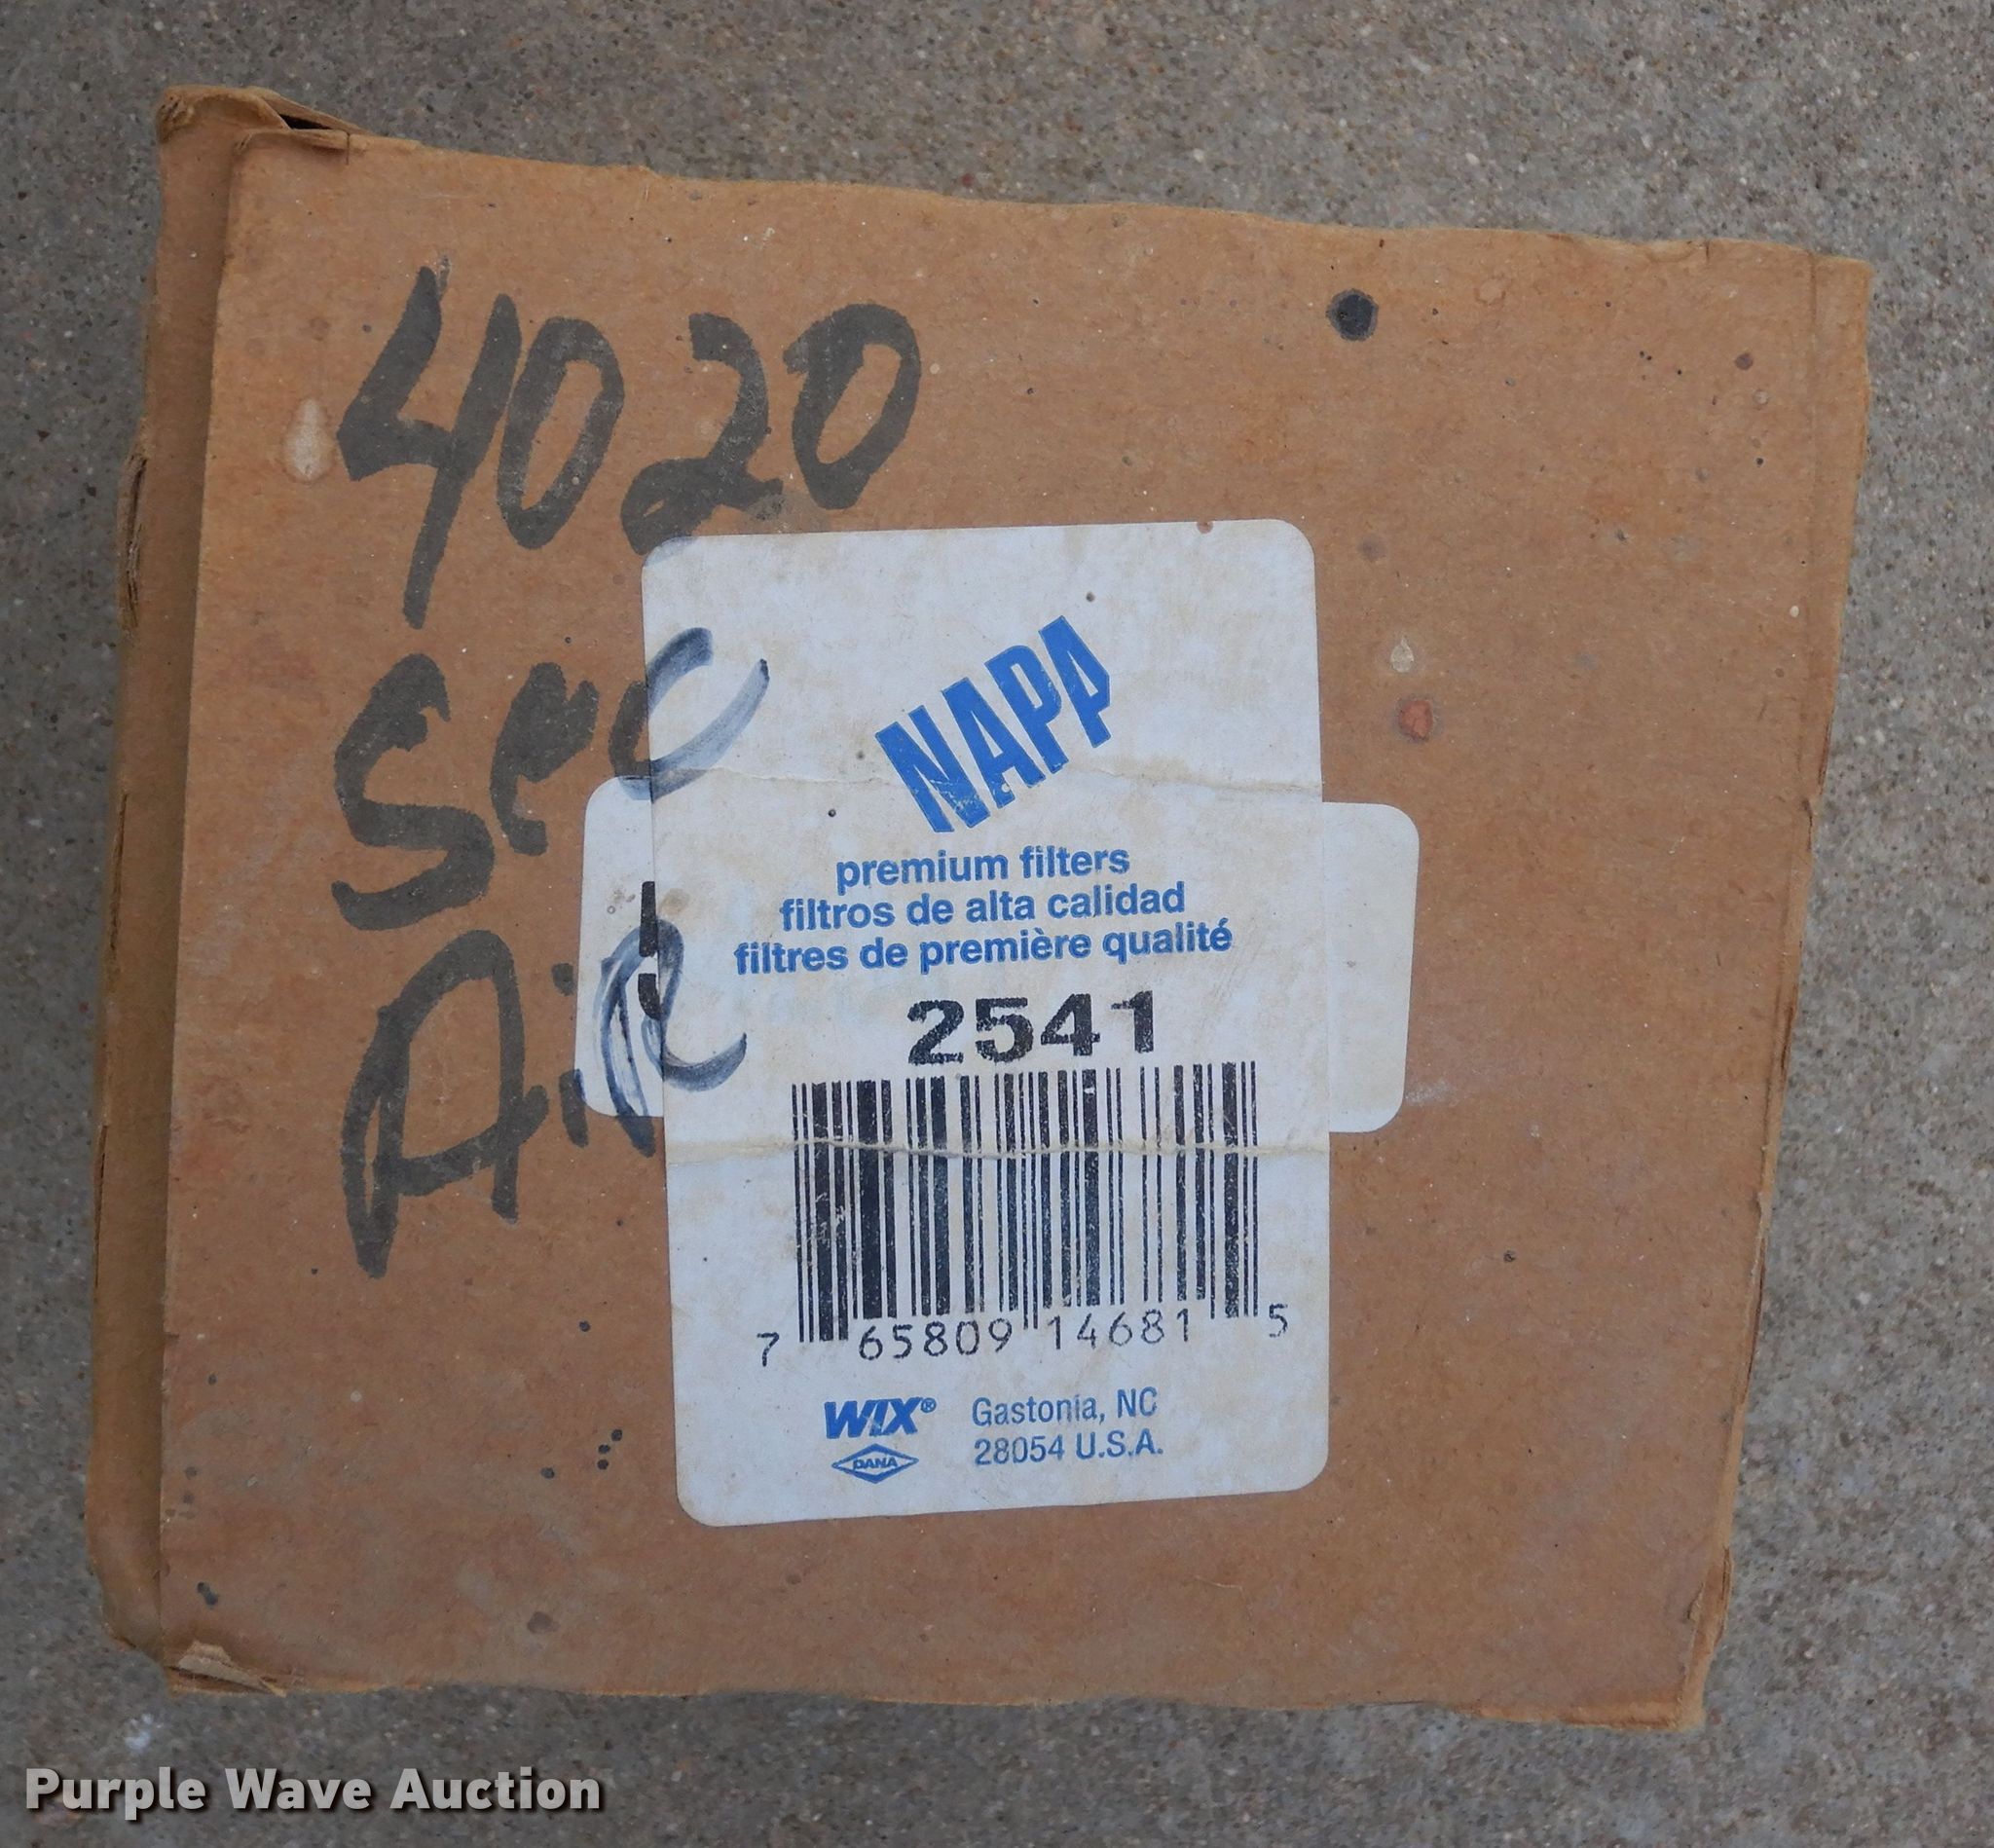 4020
Sec
AiR
NAPA
premium filters
filtros de alta calidad
filtres de première qualité
2541
7 65809 14681 5
WIX® Gastonia, NC
DANA 28054 U.S.A.
Purple Wave Auction